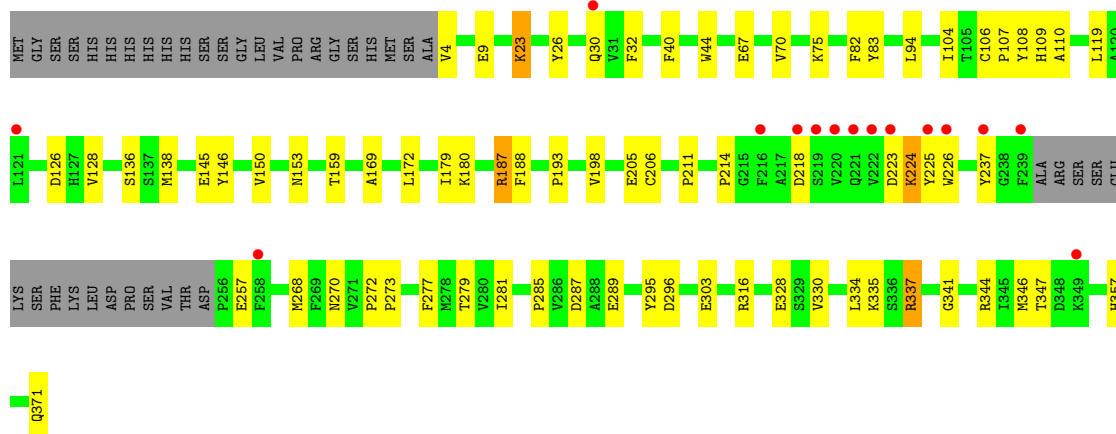 MET GLY SER SER HIS HIS HIS HIS HIS HIS SER SER GLY LEU VAL PRO ARG GLY SER HIS MET SER ALA V4 E9 K23 Y26 Q30 V31 F32 F40 W44 E67 V70 K75 F82 Y83 L94 I104 T105 C106 P107 Y108 H109 A110 L119 A120
L121 D126 H127 V128 S136 S137 M138 E145 Y146 V150 N153 T159 A169 L172 I179 K180 R187 F188 P193 V198 E205 C206 P211 P214 G215 F216 A217 D218 S219 V220 Q221 V222 D223 K224 Y225 W226 Y237 G238 F239 ALA ARG SER SER GLU
LYS SER PHE LYS LEU ASP PRO SER VAL THR ASP P256 E257 F258 M268 F269 N270 V271 P272 P273 F277 M278 T279 V280 I281 P285 V286 D287 A288 E289 Y295 D296 E303 R316 E328 S329 V330 L334 K335 S336 R337 G341 R344 I345 M346 T347 D348 K349 H357
Q371